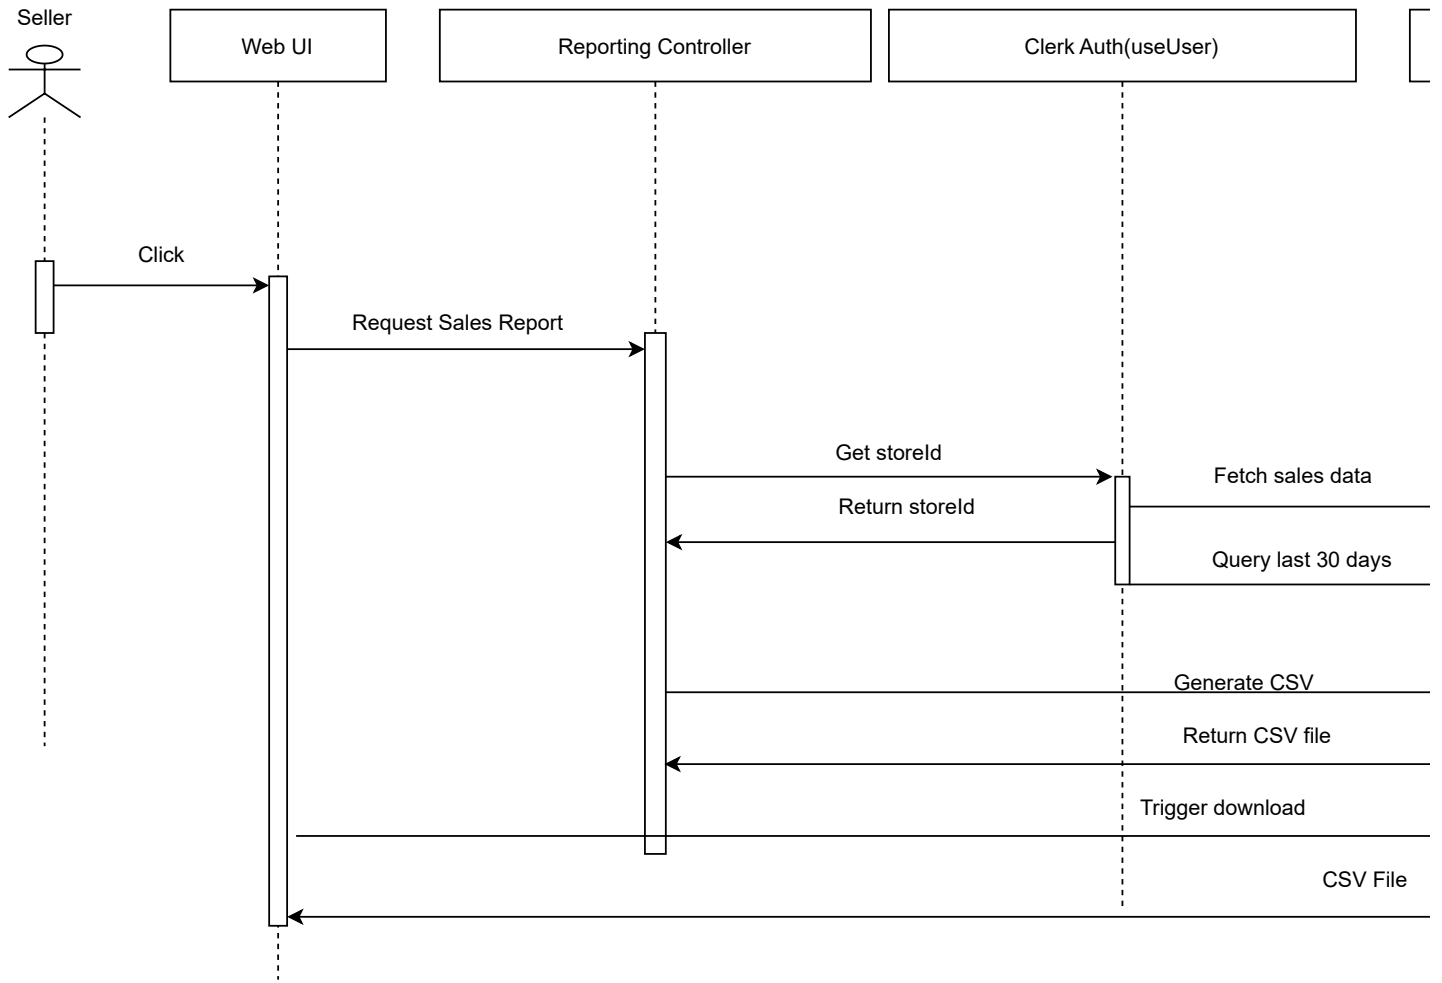 Seller
Web UI
Reporting Controller
Clerk Auth(useUser)
Click
Request Sales Report
Get storeId
Fetch sales data
Return storeId
Query last 30 days
Generate CSV
Return CSV file
Trigger download
CSV File